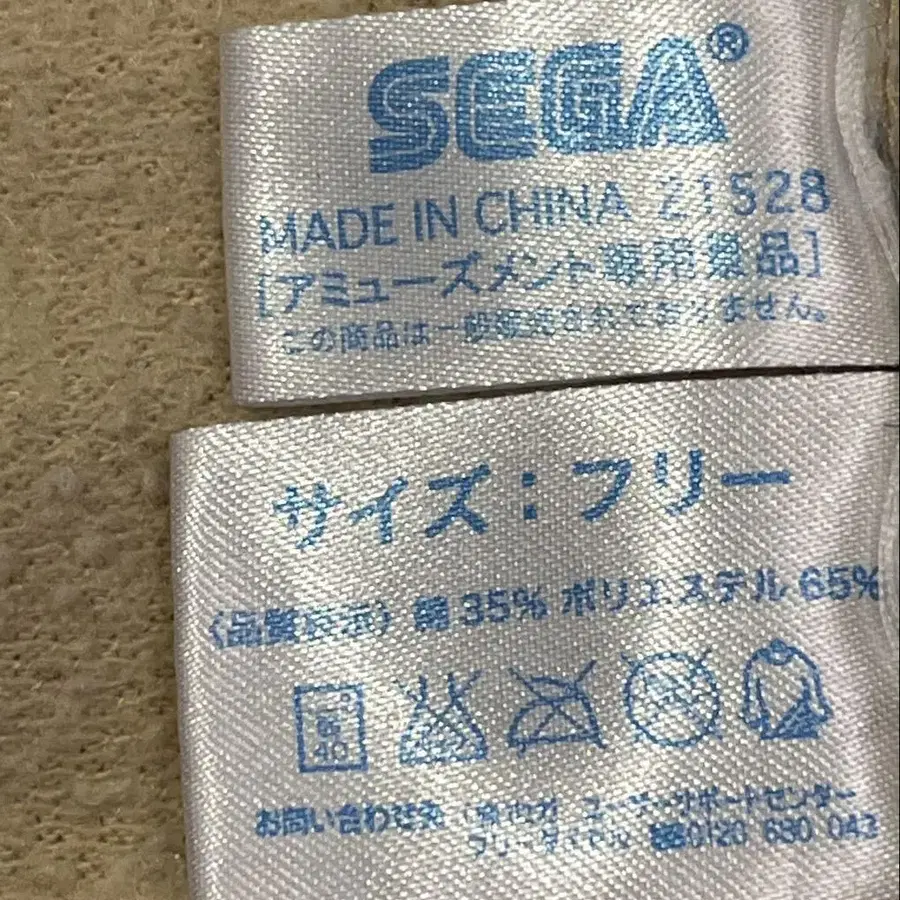 SEGA®
MADE IN CHINA 21528
[アミューズメント専用景品]
この商品は一般販売されておりません。
サイズ：フリー
〈品質表示〉綿35% ポリエステル65%
40
お問い合わせ先 ユーザーサポートセンター
フリーダイヤル 0120 680 043